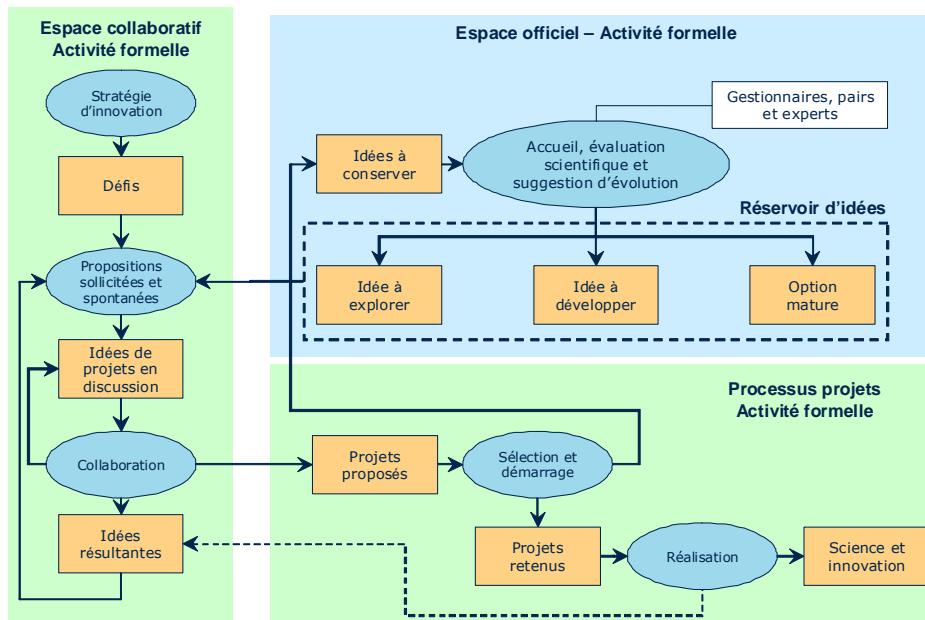 Espace collaboratif
Activité formelle
Stratégie
d'innovation
Défis
Propositions
sollicitées et
spontanées
Idées de
projets en
discussion
Collaboration
Idées
résultantes
Espace officiel – Activité formelle
Gestionnaires, pairs
et experts
Idées à
conserver
Accueil, évaluation
scientifique et
suggestion d'évolution
Réservoir d'idées
Idée à
explorer
Idée à
développer
Option
mature
Processus projets
Activité formelle
Projets
proposés
Sélection et
démarrage
Projets
retenus
Réalisation
Science et
innovation